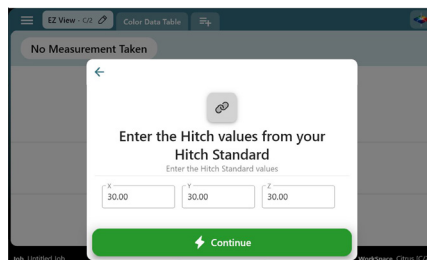 EZ View - C/2
Color Data Table
No Measurement Taken
Enter the Hitch values from your
Hitch Standard
Enter the Hitch Standard values
X
Y
Z
30.00
30.00
30.00
Continue
Job Untitled Job
WorkSpace Citrus (C/2